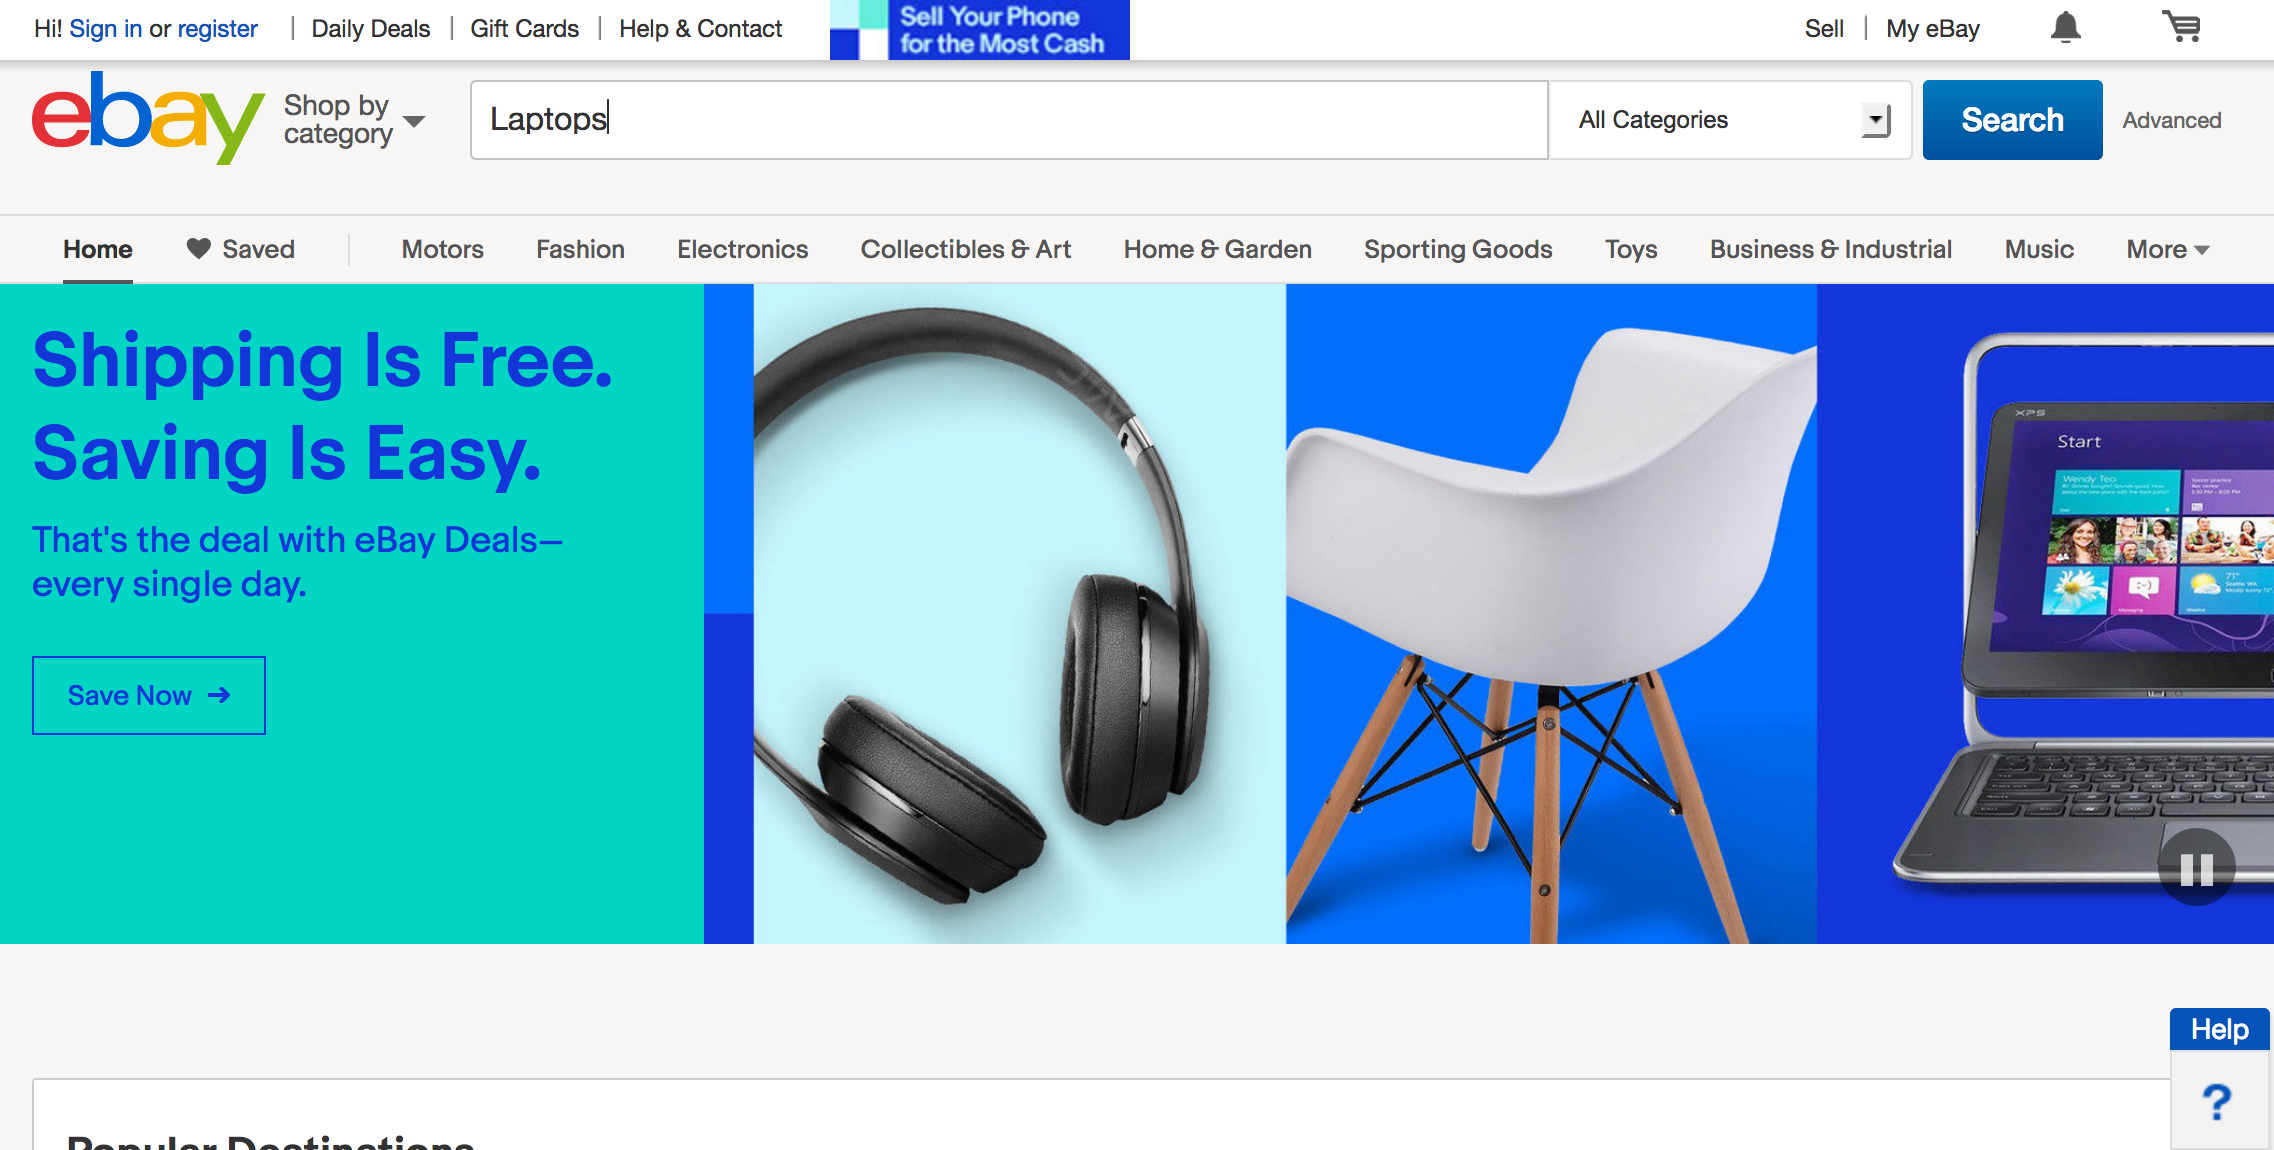 Hi! Sign in or register | Daily Deals | Gift Cards | Help & Contact
Sell Your Phone
for the Most Cash
Sell | My eBay
ebay
Shop by
category
Laptops
All Categories
Search
Advanced
Home
Saved
Motors
Fashion
Electronics
Collectibles & Art
Home & Garden
Sporting Goods
Toys
Business & Industrial
Music
More
Shipping Is Free.
Saving Is Easy.
That's the deal with eBay Deals—
every single day.
Save Now →
XPS
Start
Wendy Teo
Help
?
Popular Destinations